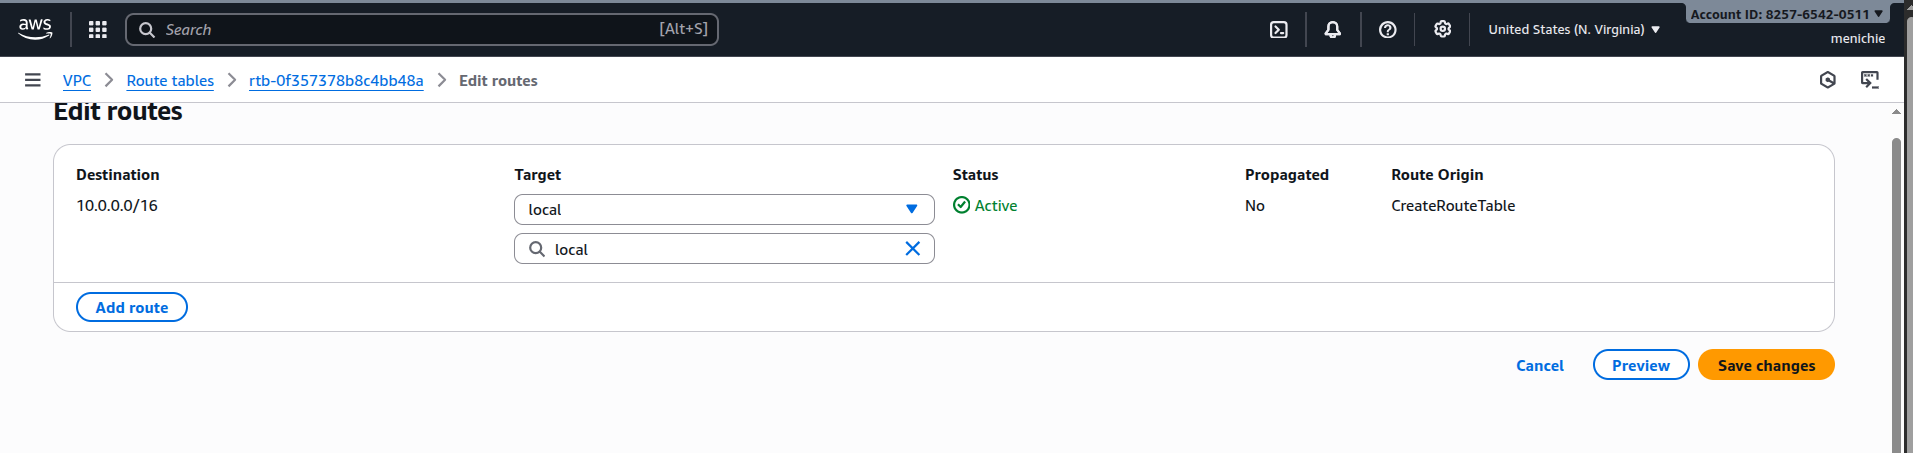 aws
Search [Alt+S]
United States (N. Virginia)
Account ID: 8257-6542-0511
menichie
VPC Route tables rtb-0f357378b8c4bb48a Edit routes
Edit routes
Destination Target Status Propagated Route Origin
10.0.0.0/16 local Active No CreateRouteTable
local
Add route
Cancel Preview Save changes